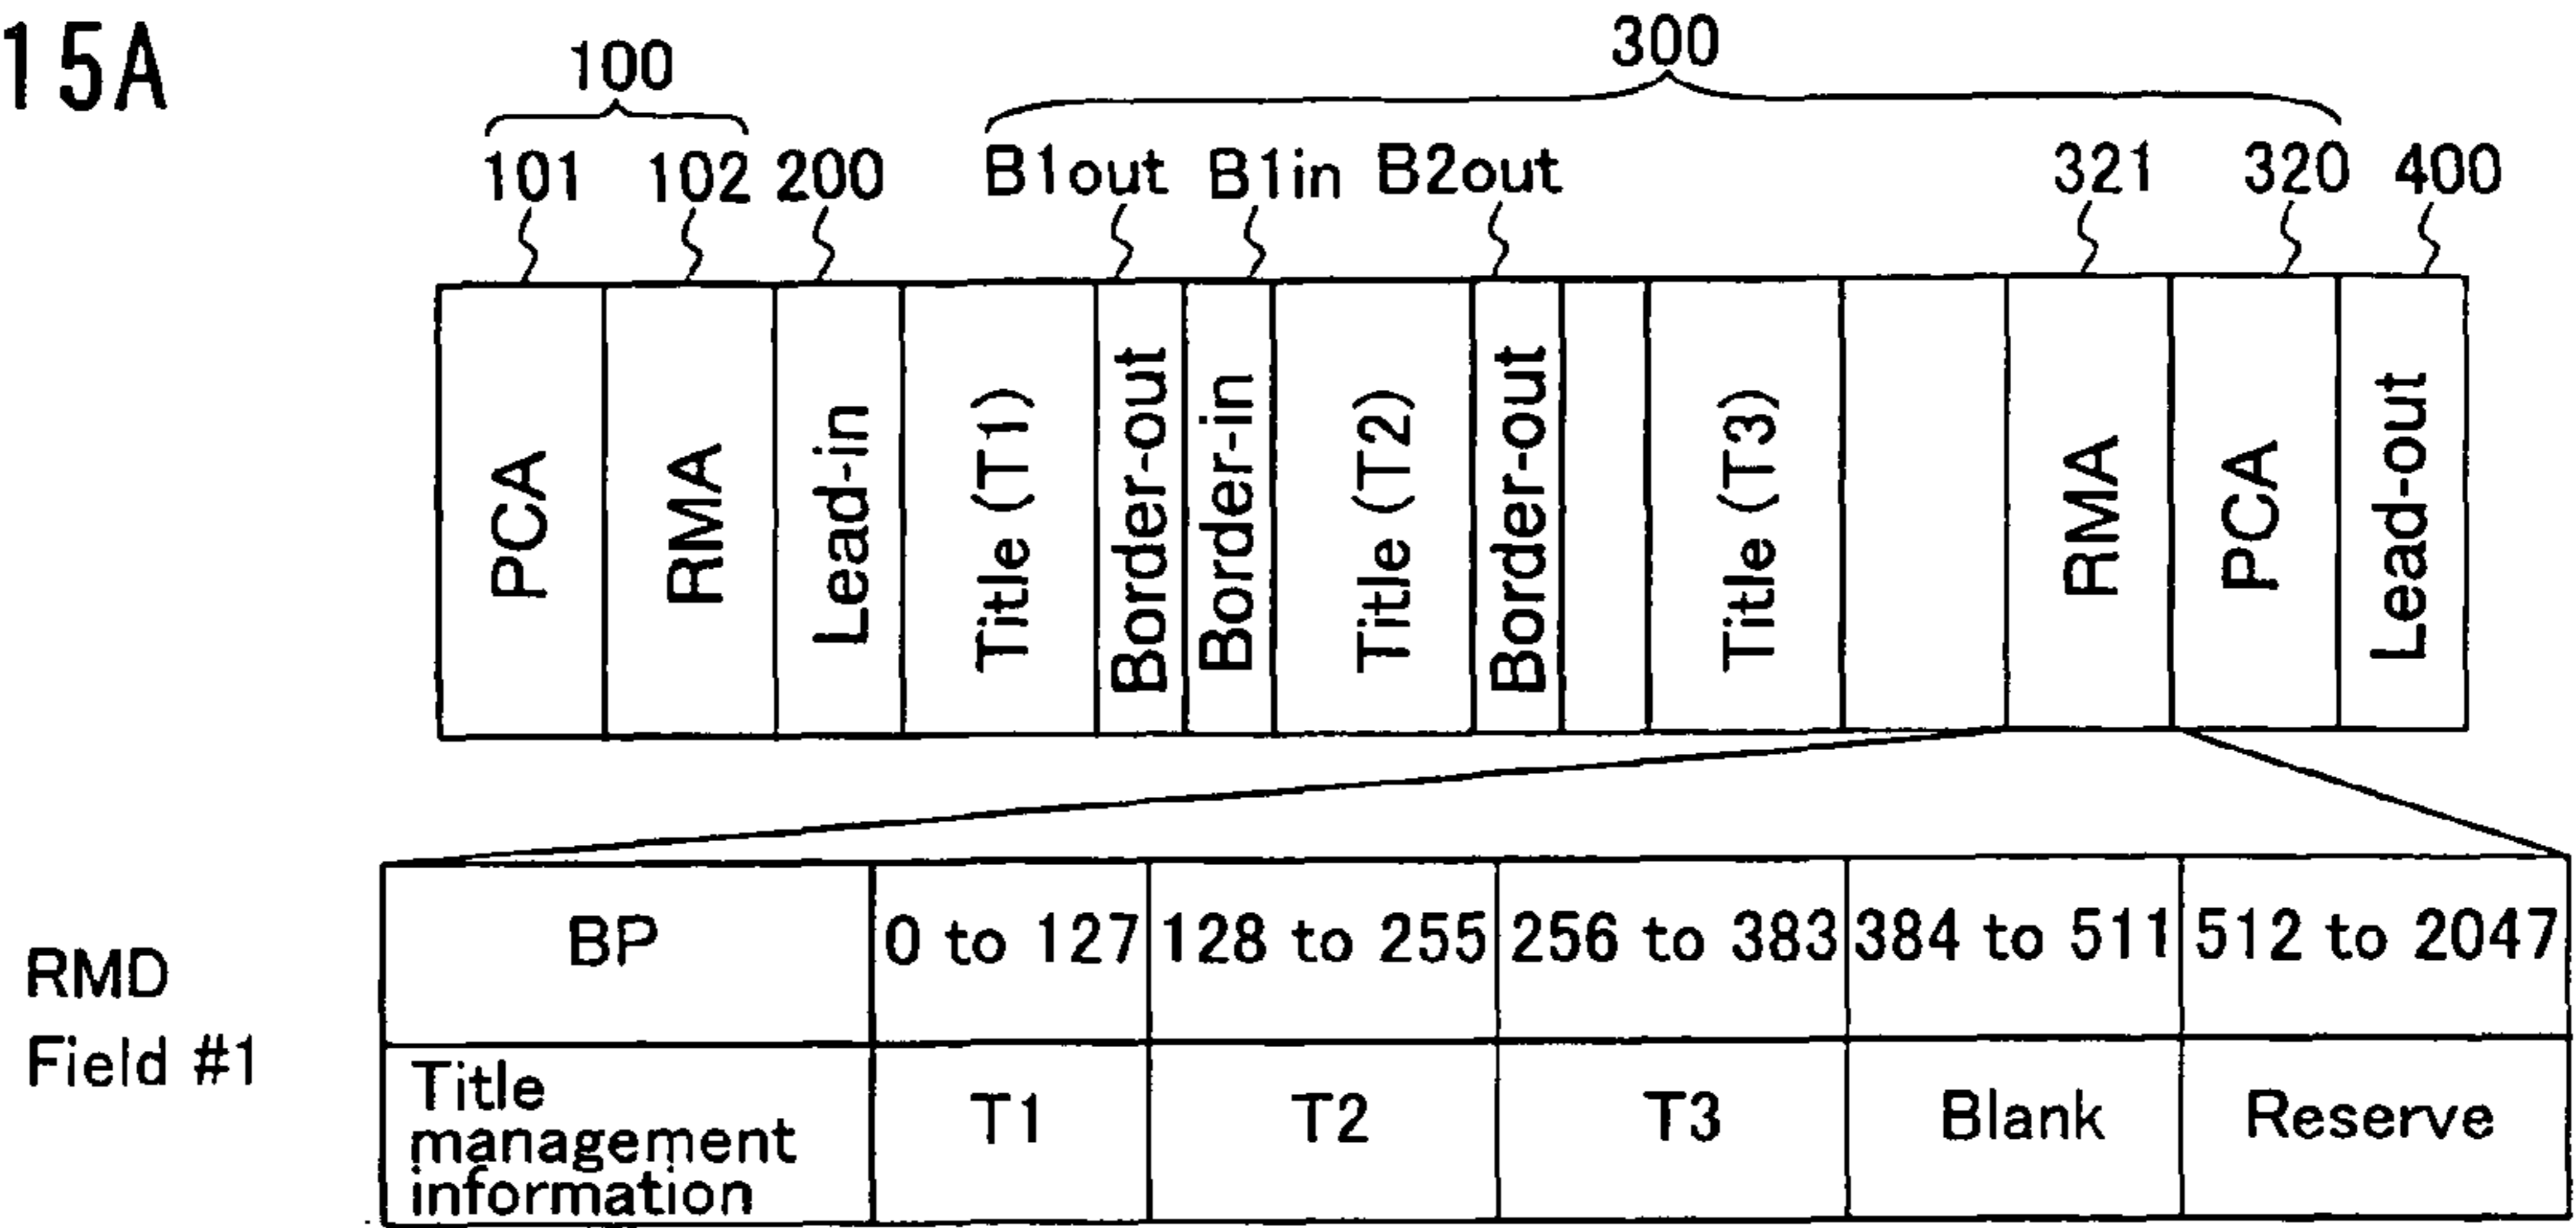 15A
100
300
101 102 200 B1out B1in B2out 321 320 400
PCA
RMA
Lead-in
Title (T1)
Border-out
Border-in
Title (T2)
Border-out
Title (T3)
RMA
PCA
Lead-out
RMD
Field #1
BP 0 to 127 128 to 255 256 to 383 384 to 511 512 to 2047
Title
management
information
T1 T2 T3 Blank Reserve